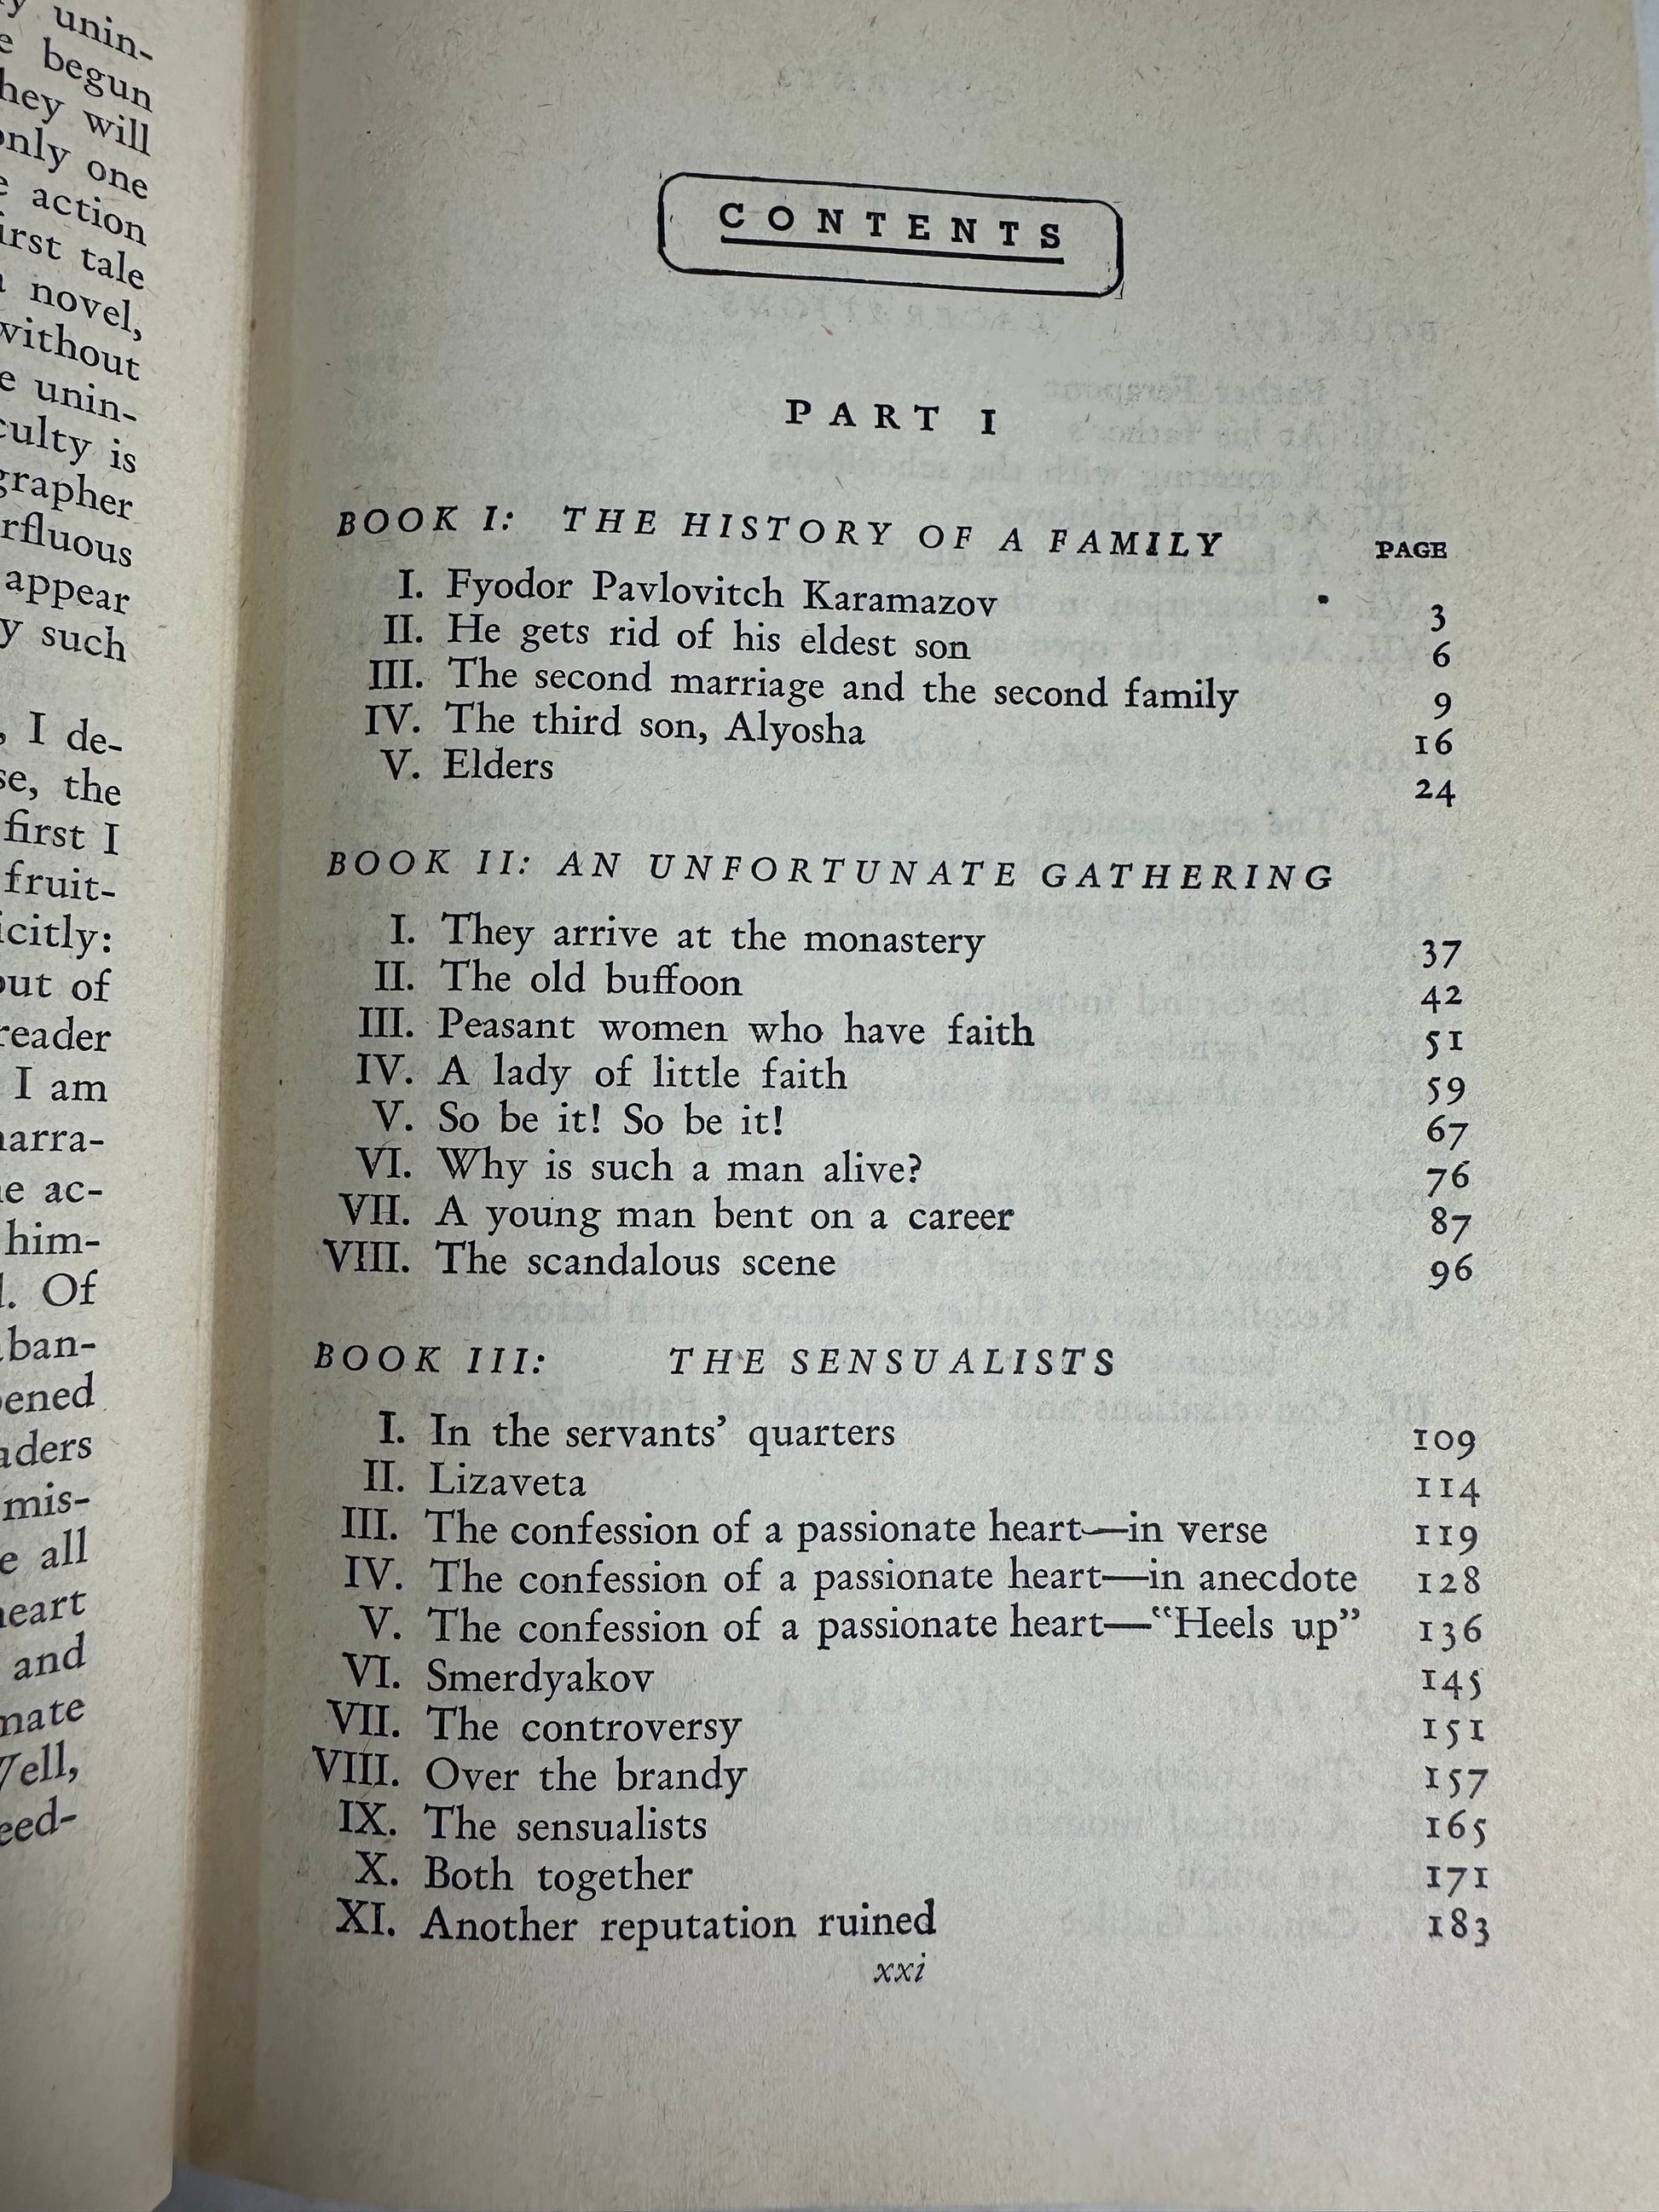 unin-
begun
they will
only one
action
first tale
novel,
without
unin-
culty is
grapher
rfluous
appear
such
, I de-
se, the
first I
fruit-
icitly:
out of
reader
I am
narra-
ac-
him-
. Of
ban-
pened
aders
mis-
all
heart
and
mate
Well,
eed-
CONTENTS
PART I
BOOK I: THE HISTORY OF A FAMILY PAGE
I. Fyodor Pavlovitch Karamazov 3
II. He gets rid of his eldest son 6
III. The second marriage and the second family 9
IV. The third son, Alyosha 16
V. Elders 24
BOOK II: AN UNFORTUNATE GATHERING
I. They arrive at the monastery 37
II. The old buffoon 42
III. Peasant women who have faith 51
IV. A lady of little faith 59
V. So be it! So be it! 67
VI. Why is such a man alive? 76
VII. A young man bent on a career 87
VIII. The scandalous scene 96
BOOK III: THE SENSUALISTS
I. In the servants’ quarters 109
II. Lizaveta 114
III. The confession of a passionate heart—in verse 119
IV. The confession of a passionate heart—in anecdote 128
V. The confession of a passionate heart—“Heels up” 136
VI. Smerdyakov 145
VII. The controversy 151
VIII. Over the brandy 157
IX. The sensualists 165
X. Both together 171
XI. Another reputation ruined 183
xxi